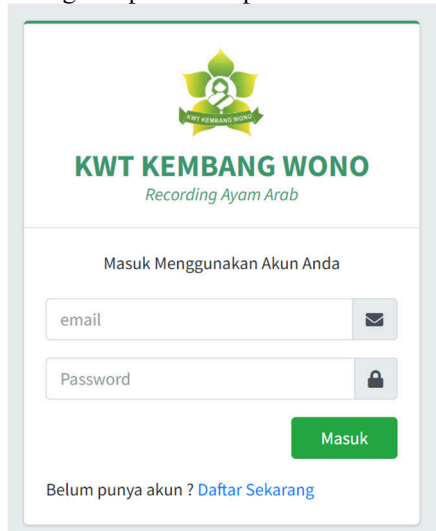 KWT KEMBANG WONO
KWT KEMBANG WONO
Recording Ayam Arab
Masuk Menggunakan Akun Anda
email
Password
Masuk
Belum punya akun ? Daftar Sekarang